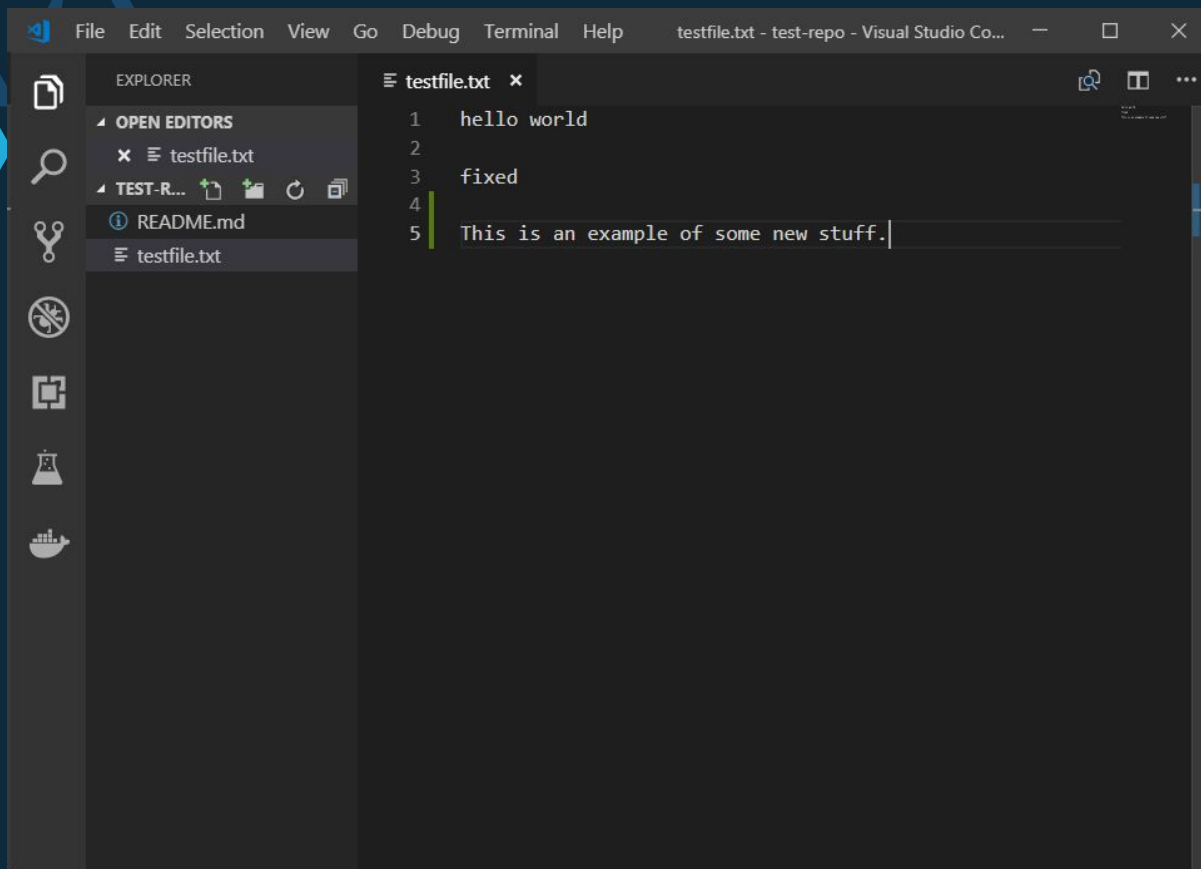 File Edit Selection View Go Debug Terminal Help testfile.txt - test-repo - Visual Studio Co...
EXPLORER
OPEN EDITORS
testfile.txt
TEST-R...
README.md
testfile.txt
testfile.txt
1 hello world
2
3 fixed
4
5 This is an example of some new stuff.